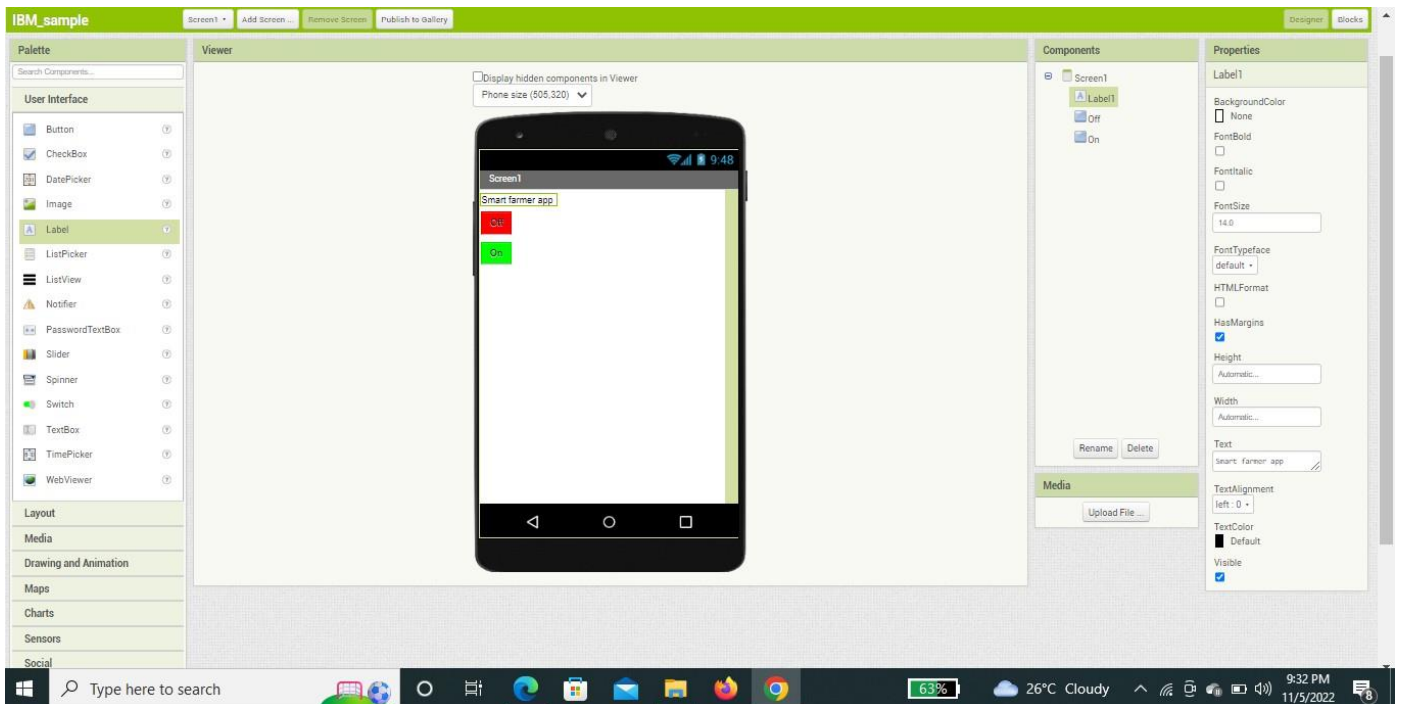 IBM_sample
Screen1
Add Screen ...
Remove Screen
Publish to Gallery
Designer
Blocks
Palette
Search Components...
User Interface
Button
CheckBox
DatePicker
Image
Label
ListPicker
ListView
Notifier
PasswordTextBox
Slider
Spinner
Switch
TextBox
TimePicker
WebViewer
Layout
Media
Drawing and Animation
Maps
Charts
Sensors
Social
Viewer
Display hidden components in Viewer
Phone size (505,320)
9:48
Screen1
Smart farmer app
Off
On
Components
Screen1
Label1
Off
On
Rename
Delete
Media
Upload File ...
Properties
Label1
BackgroundColor
None
FontBold
FontItalic
FontSize
14.0
FontTypeface
default
HTMLFormat
HasMargins
Height
Automatic...
Width
Automatic...
Text
Smart farmer app
TextAlignment
left : 0
TextColor
Default
Visible
Type here to search
63%
26°C Cloudy
9:32 PM
11/5/2022
8